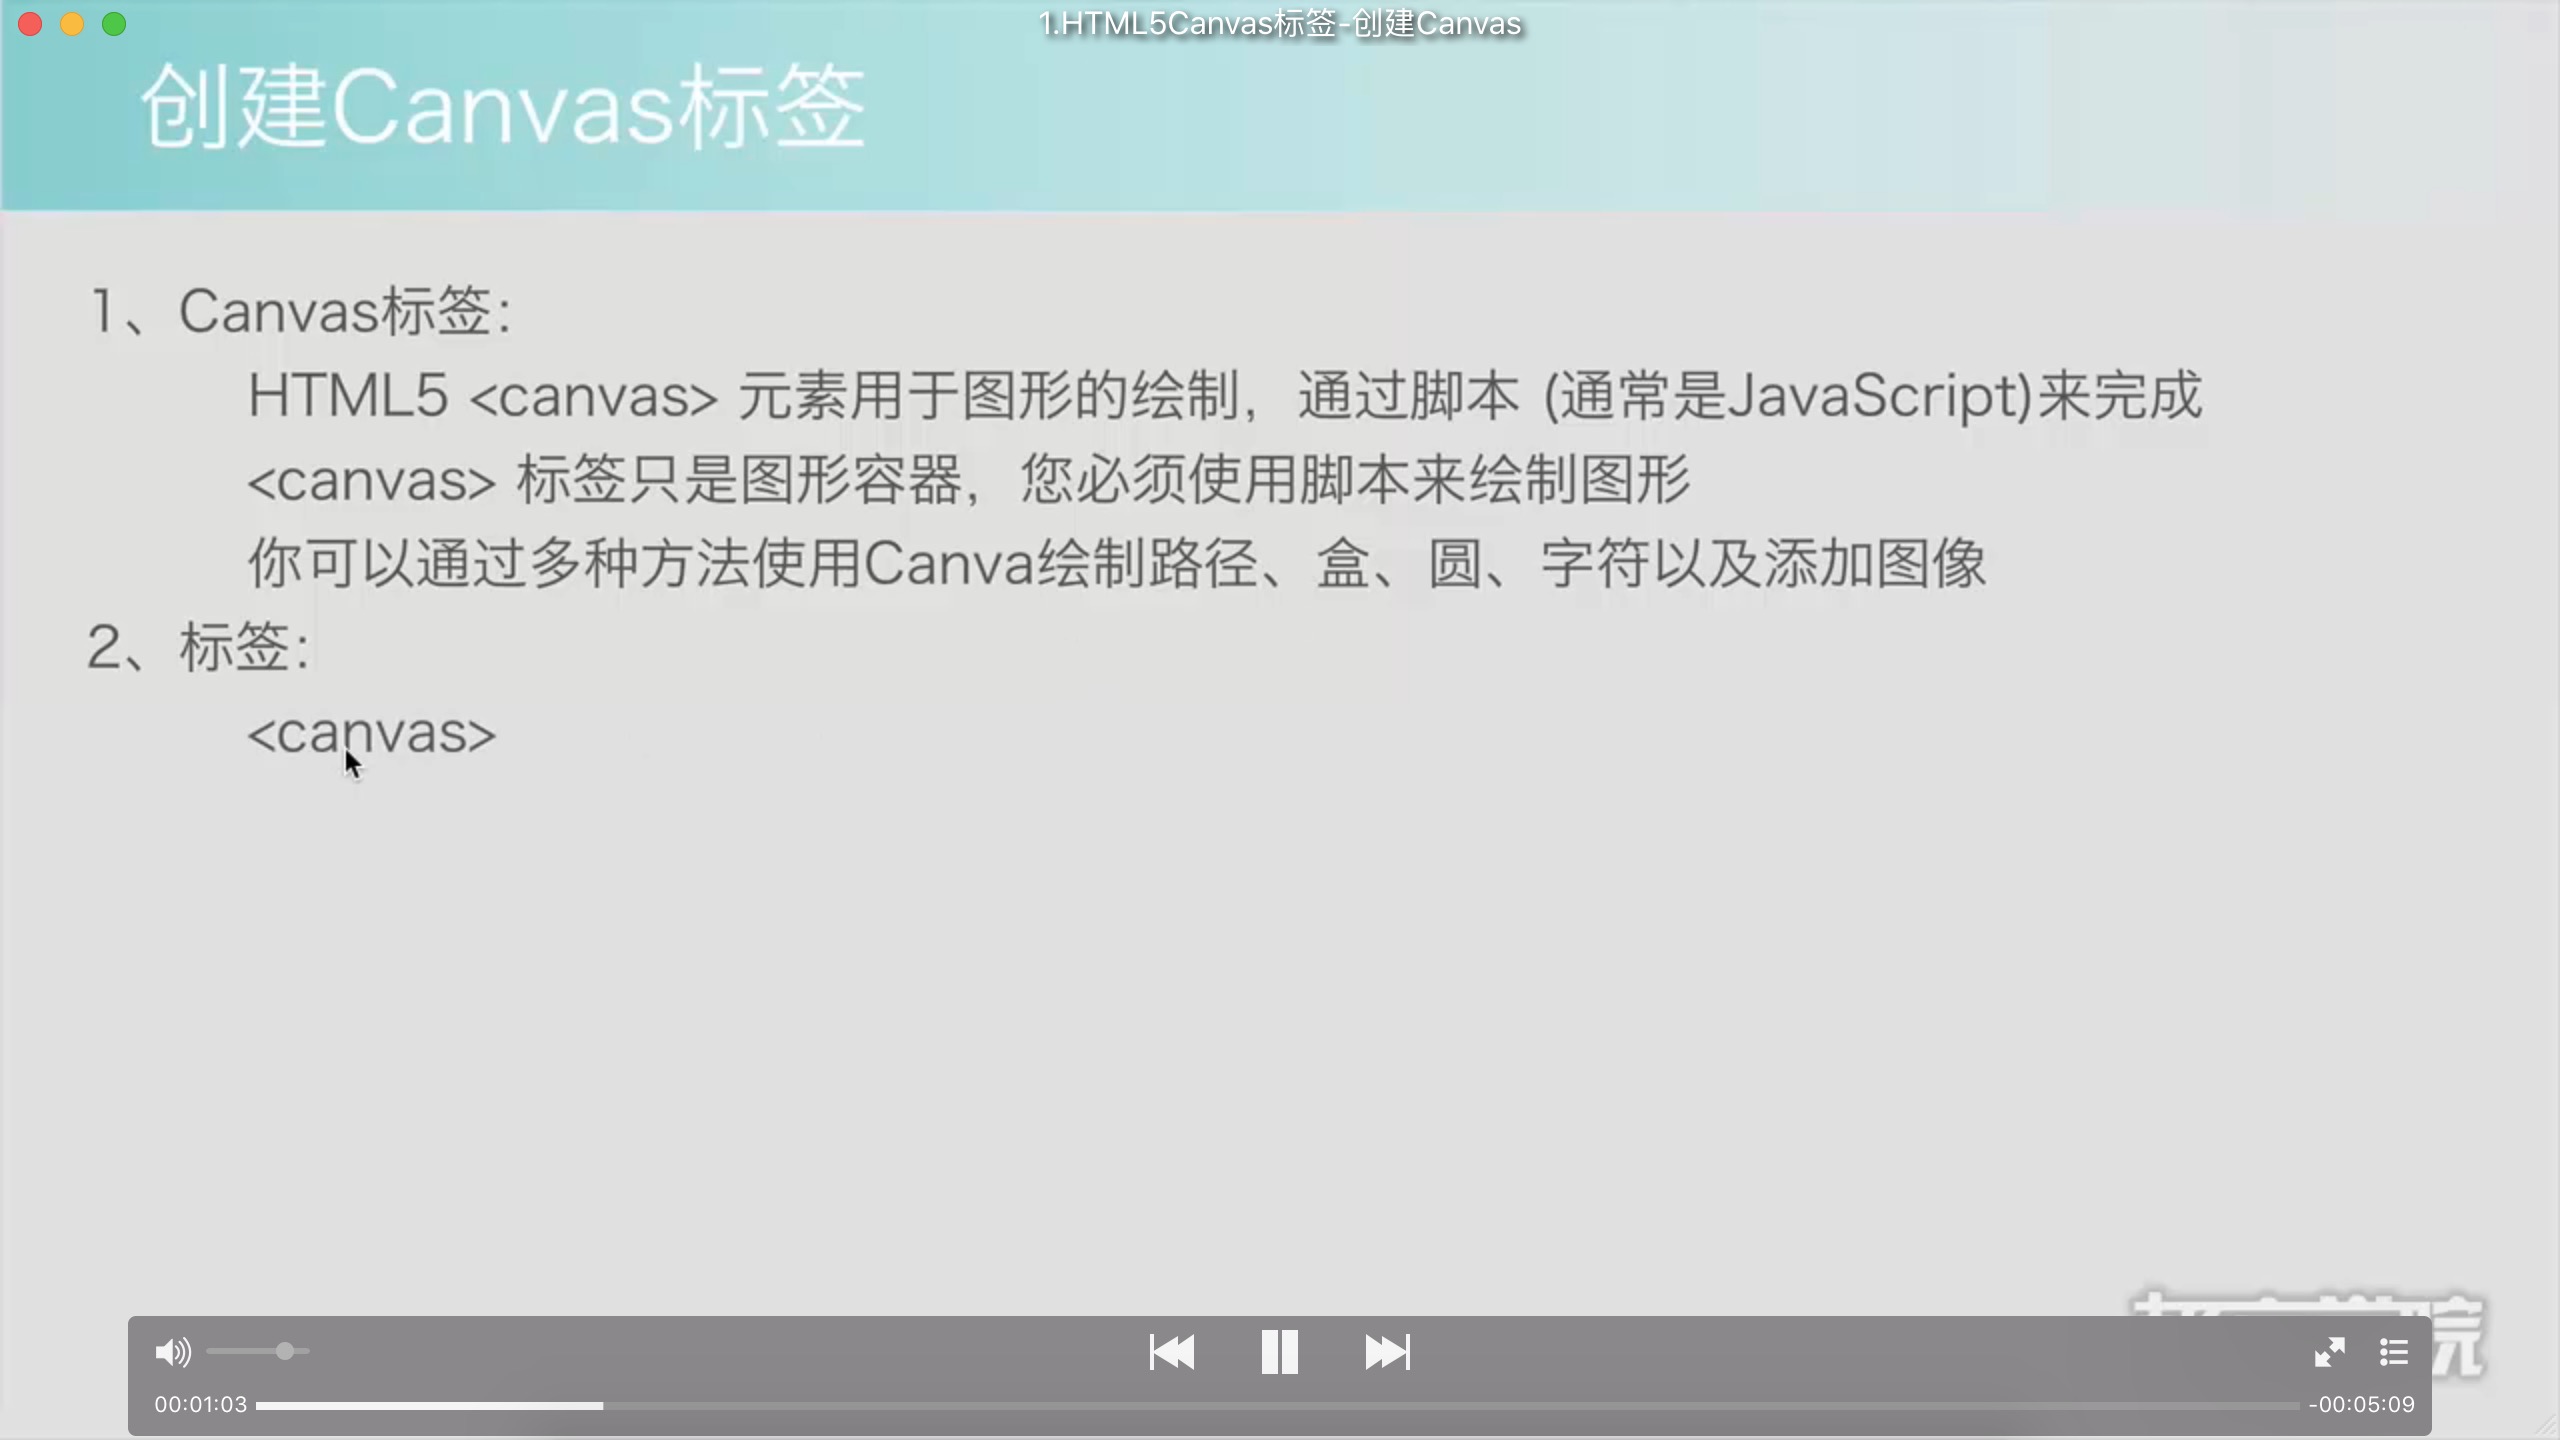 1.HTML5Canvas标签-创建Canvas
创建Canvas标签
1、Canvas标签：
HTML5 <canvas> 元素用于图形的绘制，通过脚本 (通常是JavaScript)来完成
<canvas> 标签只是图形容器，您必须使用脚本来绘制图形
你可以通过多种方法使用Canva绘制路径、盒、圆、字符以及添加图像
2、标签：
<canvas>
00:01:03
-00:05:09